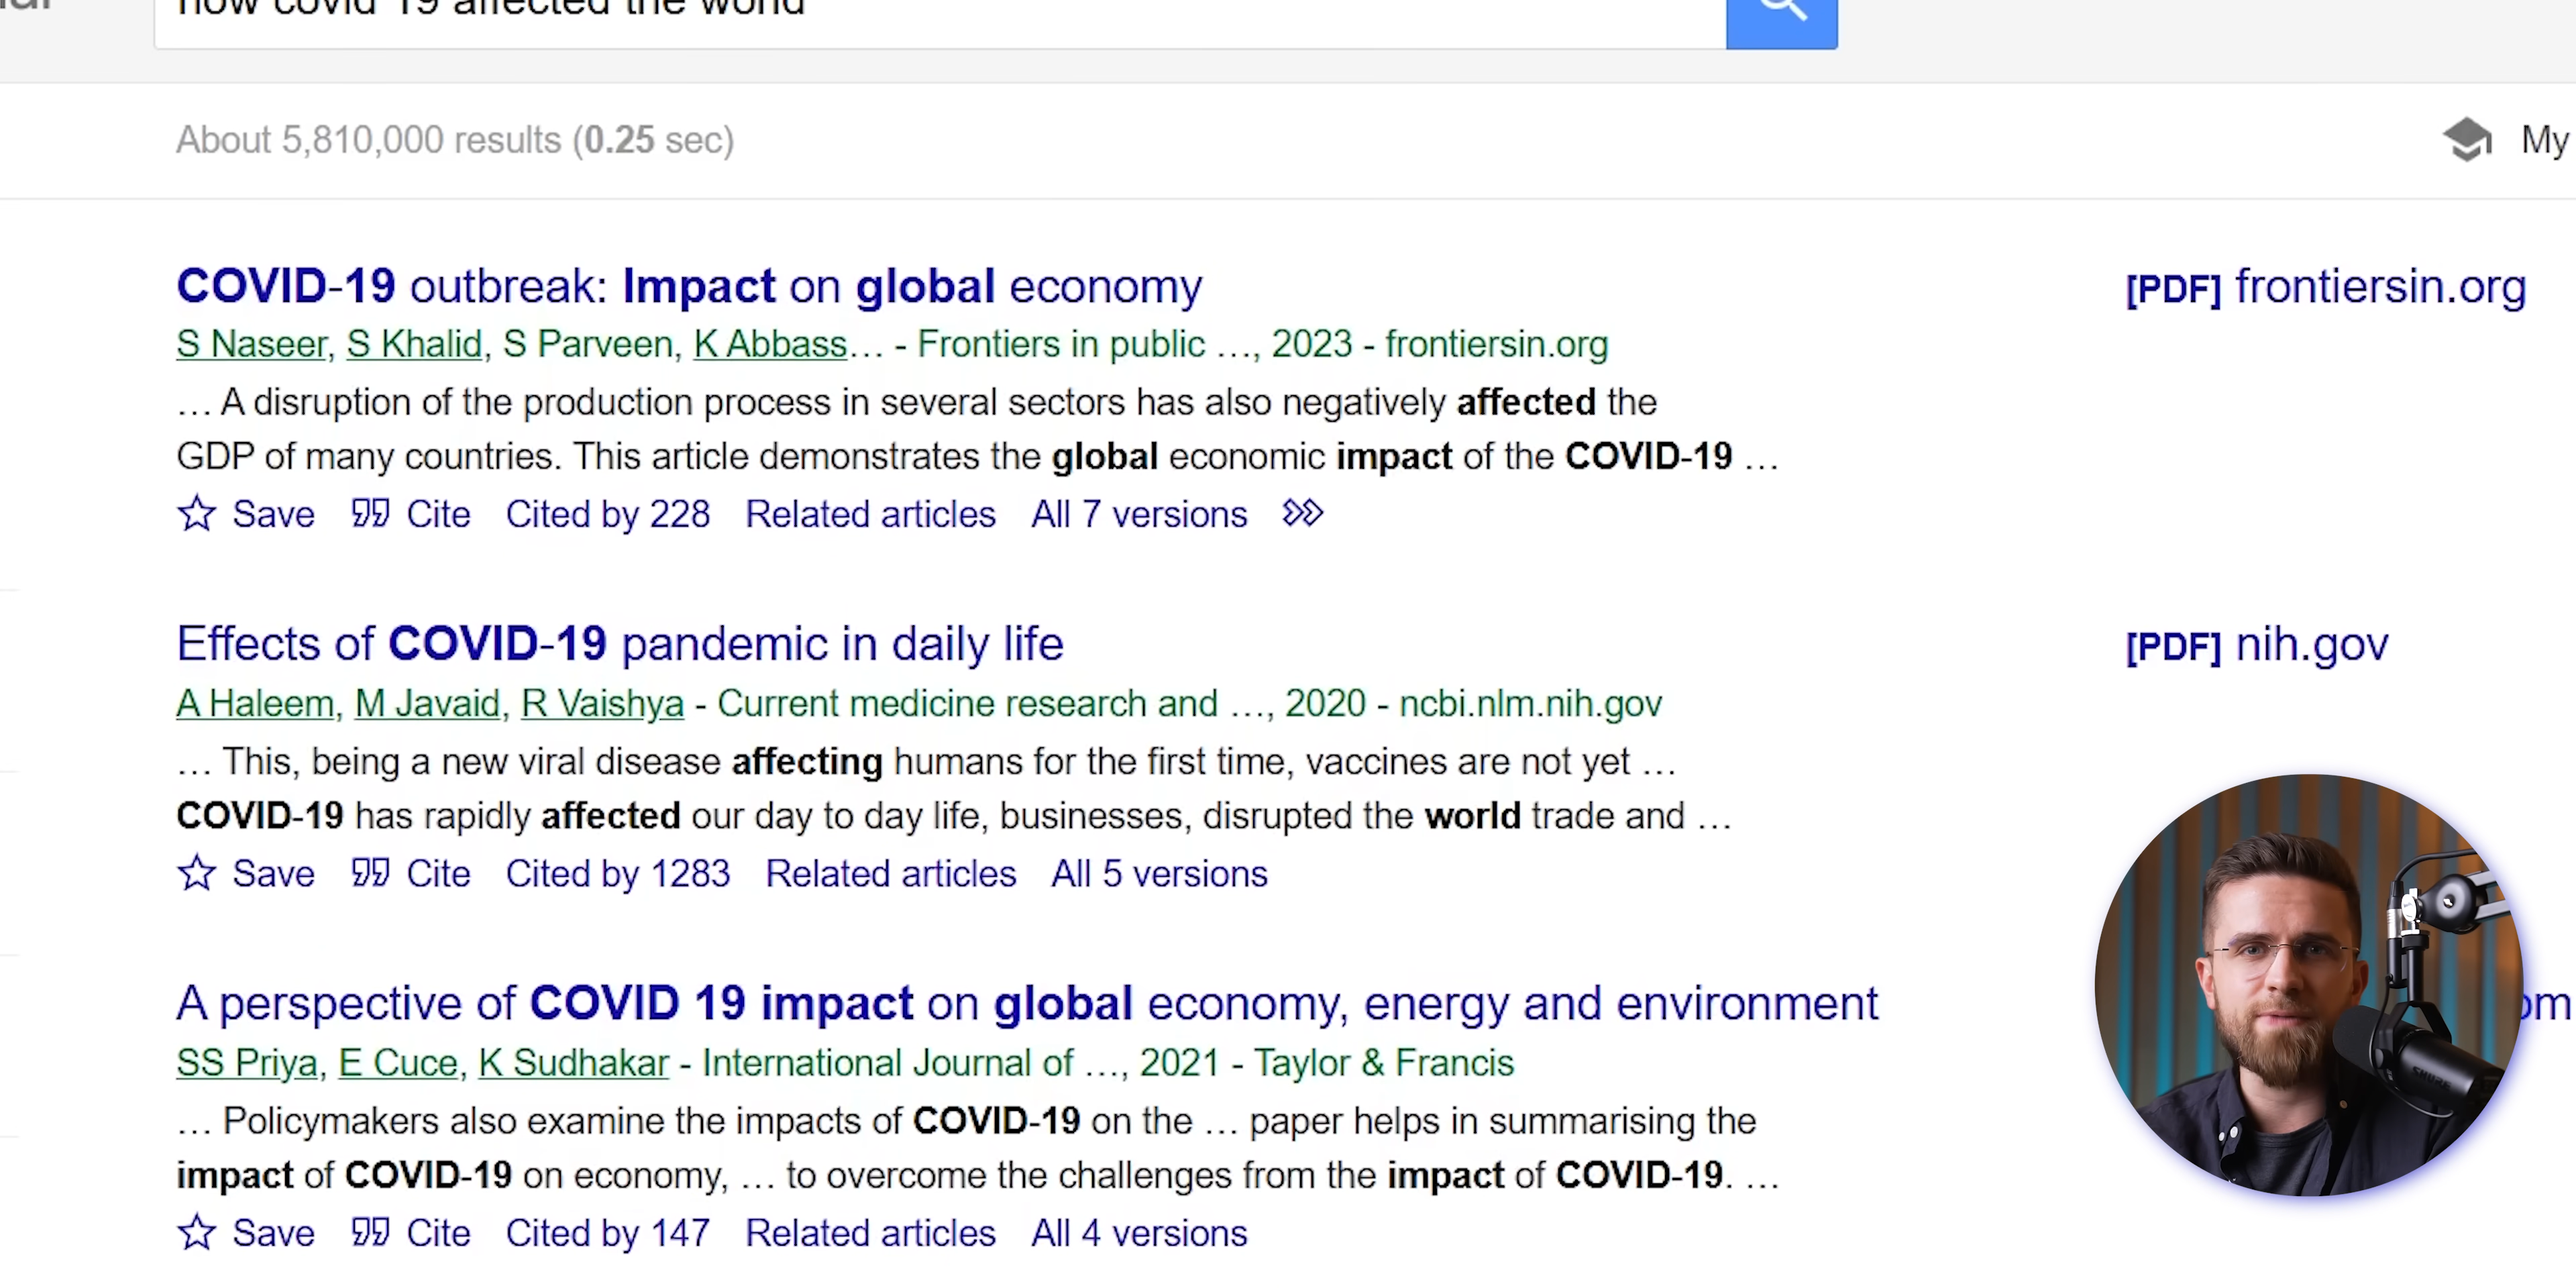 how covid 19 affected the world
About 5,810,000 results (0.25 sec)
My
COVID-19 outbreak: Impact on global economy
[PDF] frontiersin.org
S Naseer, S Khalid, S Parveen, K Abbass… - Frontiers in public …, 2023 - frontiersin.org
… A disruption of the production process in several sectors has also negatively affected the
GDP of many countries. This article demonstrates the global economic impact of the COVID-19 …
Save Cite Cited by 228 Related articles All 7 versions
Effects of COVID-19 pandemic in daily life
[PDF] nih.gov
A Haleem, M Javaid, R Vaishya - Current medicine research and …, 2020 - ncbi.nlm.nih.gov
… This, being a new viral disease affecting humans for the first time, vaccines are not yet …
COVID-19 has rapidly affected our day to day life, businesses, disrupted the world trade and …
Save Cite Cited by 1283 Related articles All 5 versions
A perspective of COVID 19 impact on global economy, energy and environment
SS Priya, E Cuce, K Sudhakar - International Journal of …, 2021 - Taylor & Francis
… Policymakers also examine the impacts of COVID-19 on the … paper helps in summarising the
impact of COVID-19 on economy, … to overcome the challenges from the impact of COVID-19. …
Save Cite Cited by 147 Related articles All 4 versions
SHURE